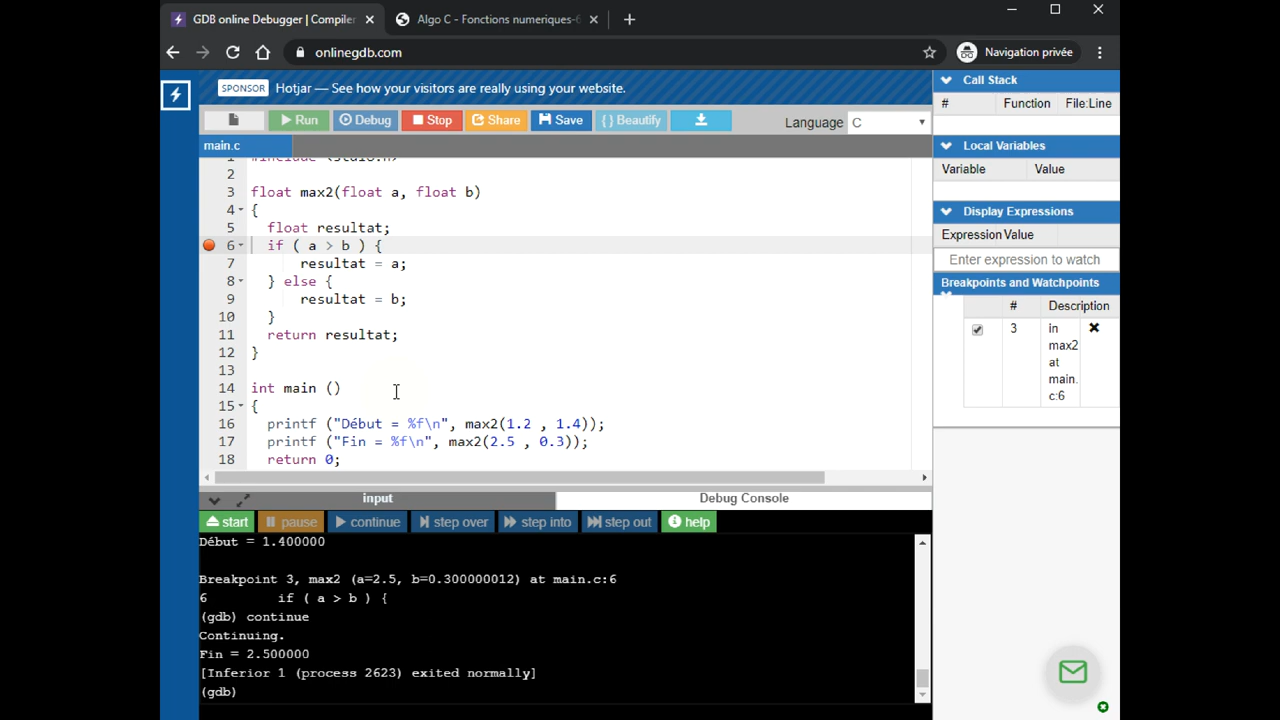 GDB online Debugger | Compiler
Algo C - Fonctions numeriques-6
onlinegdb.com
Navigation privée
SPONSOR Hotjar — See how your visitors are really using your website.
Run Debug Stop Share Save { } Beautify
Language C
main.c
1 #include <stdio.h>
2
3 float max2(float a, float b)
4 {
5 float resultat;
6 if ( a > b ) {
7 resultat = a;
8 } else {
9 resultat = b;
10 }
11 return resultat;
12 }
13
14 int main ()
15 {
16 printf ("Début = %f\n", max2(1.2 , 1.4));
17 printf ("Fin = %f\n", max2(2.5 , 0.3));
18 return 0;
input Debug Console
start pause continue step over step into step out help
Début = 1.400000
Breakpoint 3, max2 (a=2.5, b=0.300000012) at main.c:6
6 if ( a > b ) {
(gdb) continue
Continuing.
Fin = 2.500000
[Inferior 1 (process 2623) exited normally]
(gdb)
Call Stack
# Function File:Line
Local Variables
Variable Value
Display Expressions
Expression Value
Enter expression to watch
Breakpoints and Watchpoints
# Description
3 in
max2
at
main.
c:6